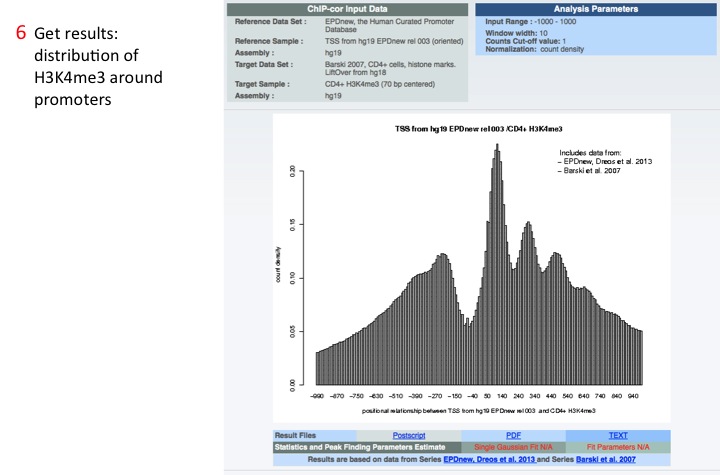 6 Get results:
distribution of
H3K4me3 around
promoters
ChIP-cor Input Data
Reference Data Set : EPDnew, the Human Curated Promoter
Database
Reference Sample : TSS from hg19 EPDnew rel 003 (oriented)
Assembly : hg19
Target Data Set : Barski 2007, CD4+ cells, histone marks.
LiftOver from hg18
Target Sample : CD4+ H3K4me3 (70 bp centered)
Assembly : hg19
Analysis Parameters
Input Range : -1000 - 1000
Window width: 10
Counts Cut-off value: 1
Normalization: count density
TSS from hg19 EPDnew rel 003 /CD4+ H3K4me3
Includes data from:
− EPDnew, Dreos et al. 2013
− Barski et al. 2007
count density
0.20
0.15
0.10
0.05
0.00
−990 −870 −750 −630 −510 −390 −270 −150 −40 50 140 240 340 440 540 640 740 840 940
positional relationship between TSS from hg19 EPDnew rel 003 and CD4+ H3K4me3
Result Files Postscript PDF TEXT
Statistics and Peak Finding Parameters Estimate Single Gaussian Fit N/A Fit Parameters N/A
Results are based on data from Series EPDnew, Dreos et al. 2013 and Series Barski et al. 2007